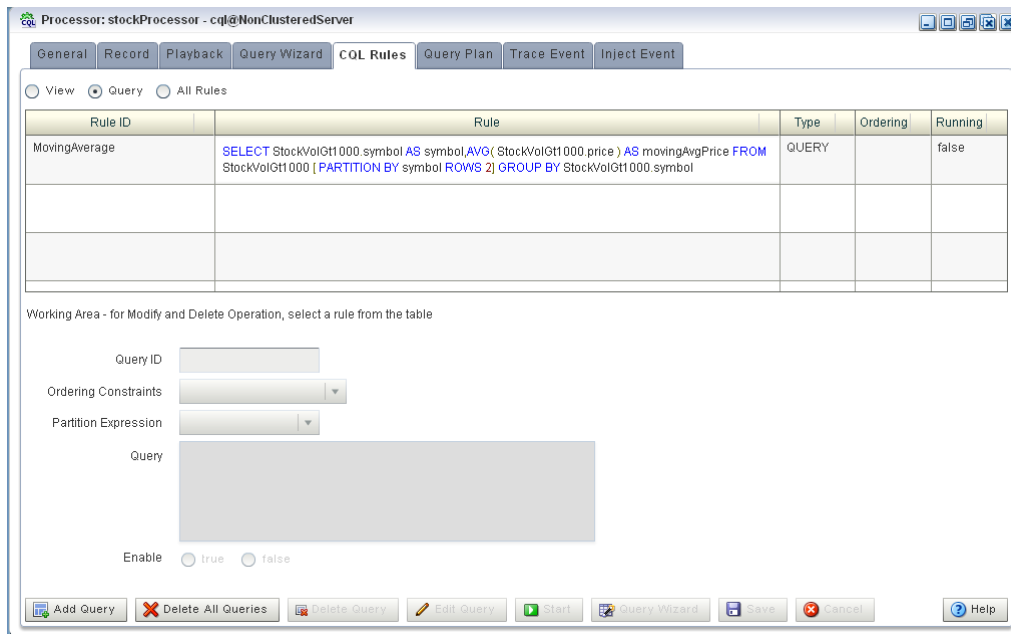 CQL Processor: stockProcessor - cql@NonClusteredServer
General Record Playback Query Wizard CQL Rules Query Plan Trace Event Inject Event
View Query All Rules
Rule ID Rule Type Ordering Running
MovingAverage SELECT StockVolGt1000.symbol AS symbol,AVG( StockVolGt1000.price ) AS movingAvgPrice FROM QUERY false
StockVolGt1000 [ PARTITION BY symbol ROWS 2] GROUP BY StockVolGt1000.symbol
Working Area - for Modify and Delete Operation, select a rule from the table
Query ID
Ordering Constraints
Partition Expression
Query
Enable true false
Add Query Delete All Queries Delete Query Edit Query Start Query Wizard Save Cancel Help